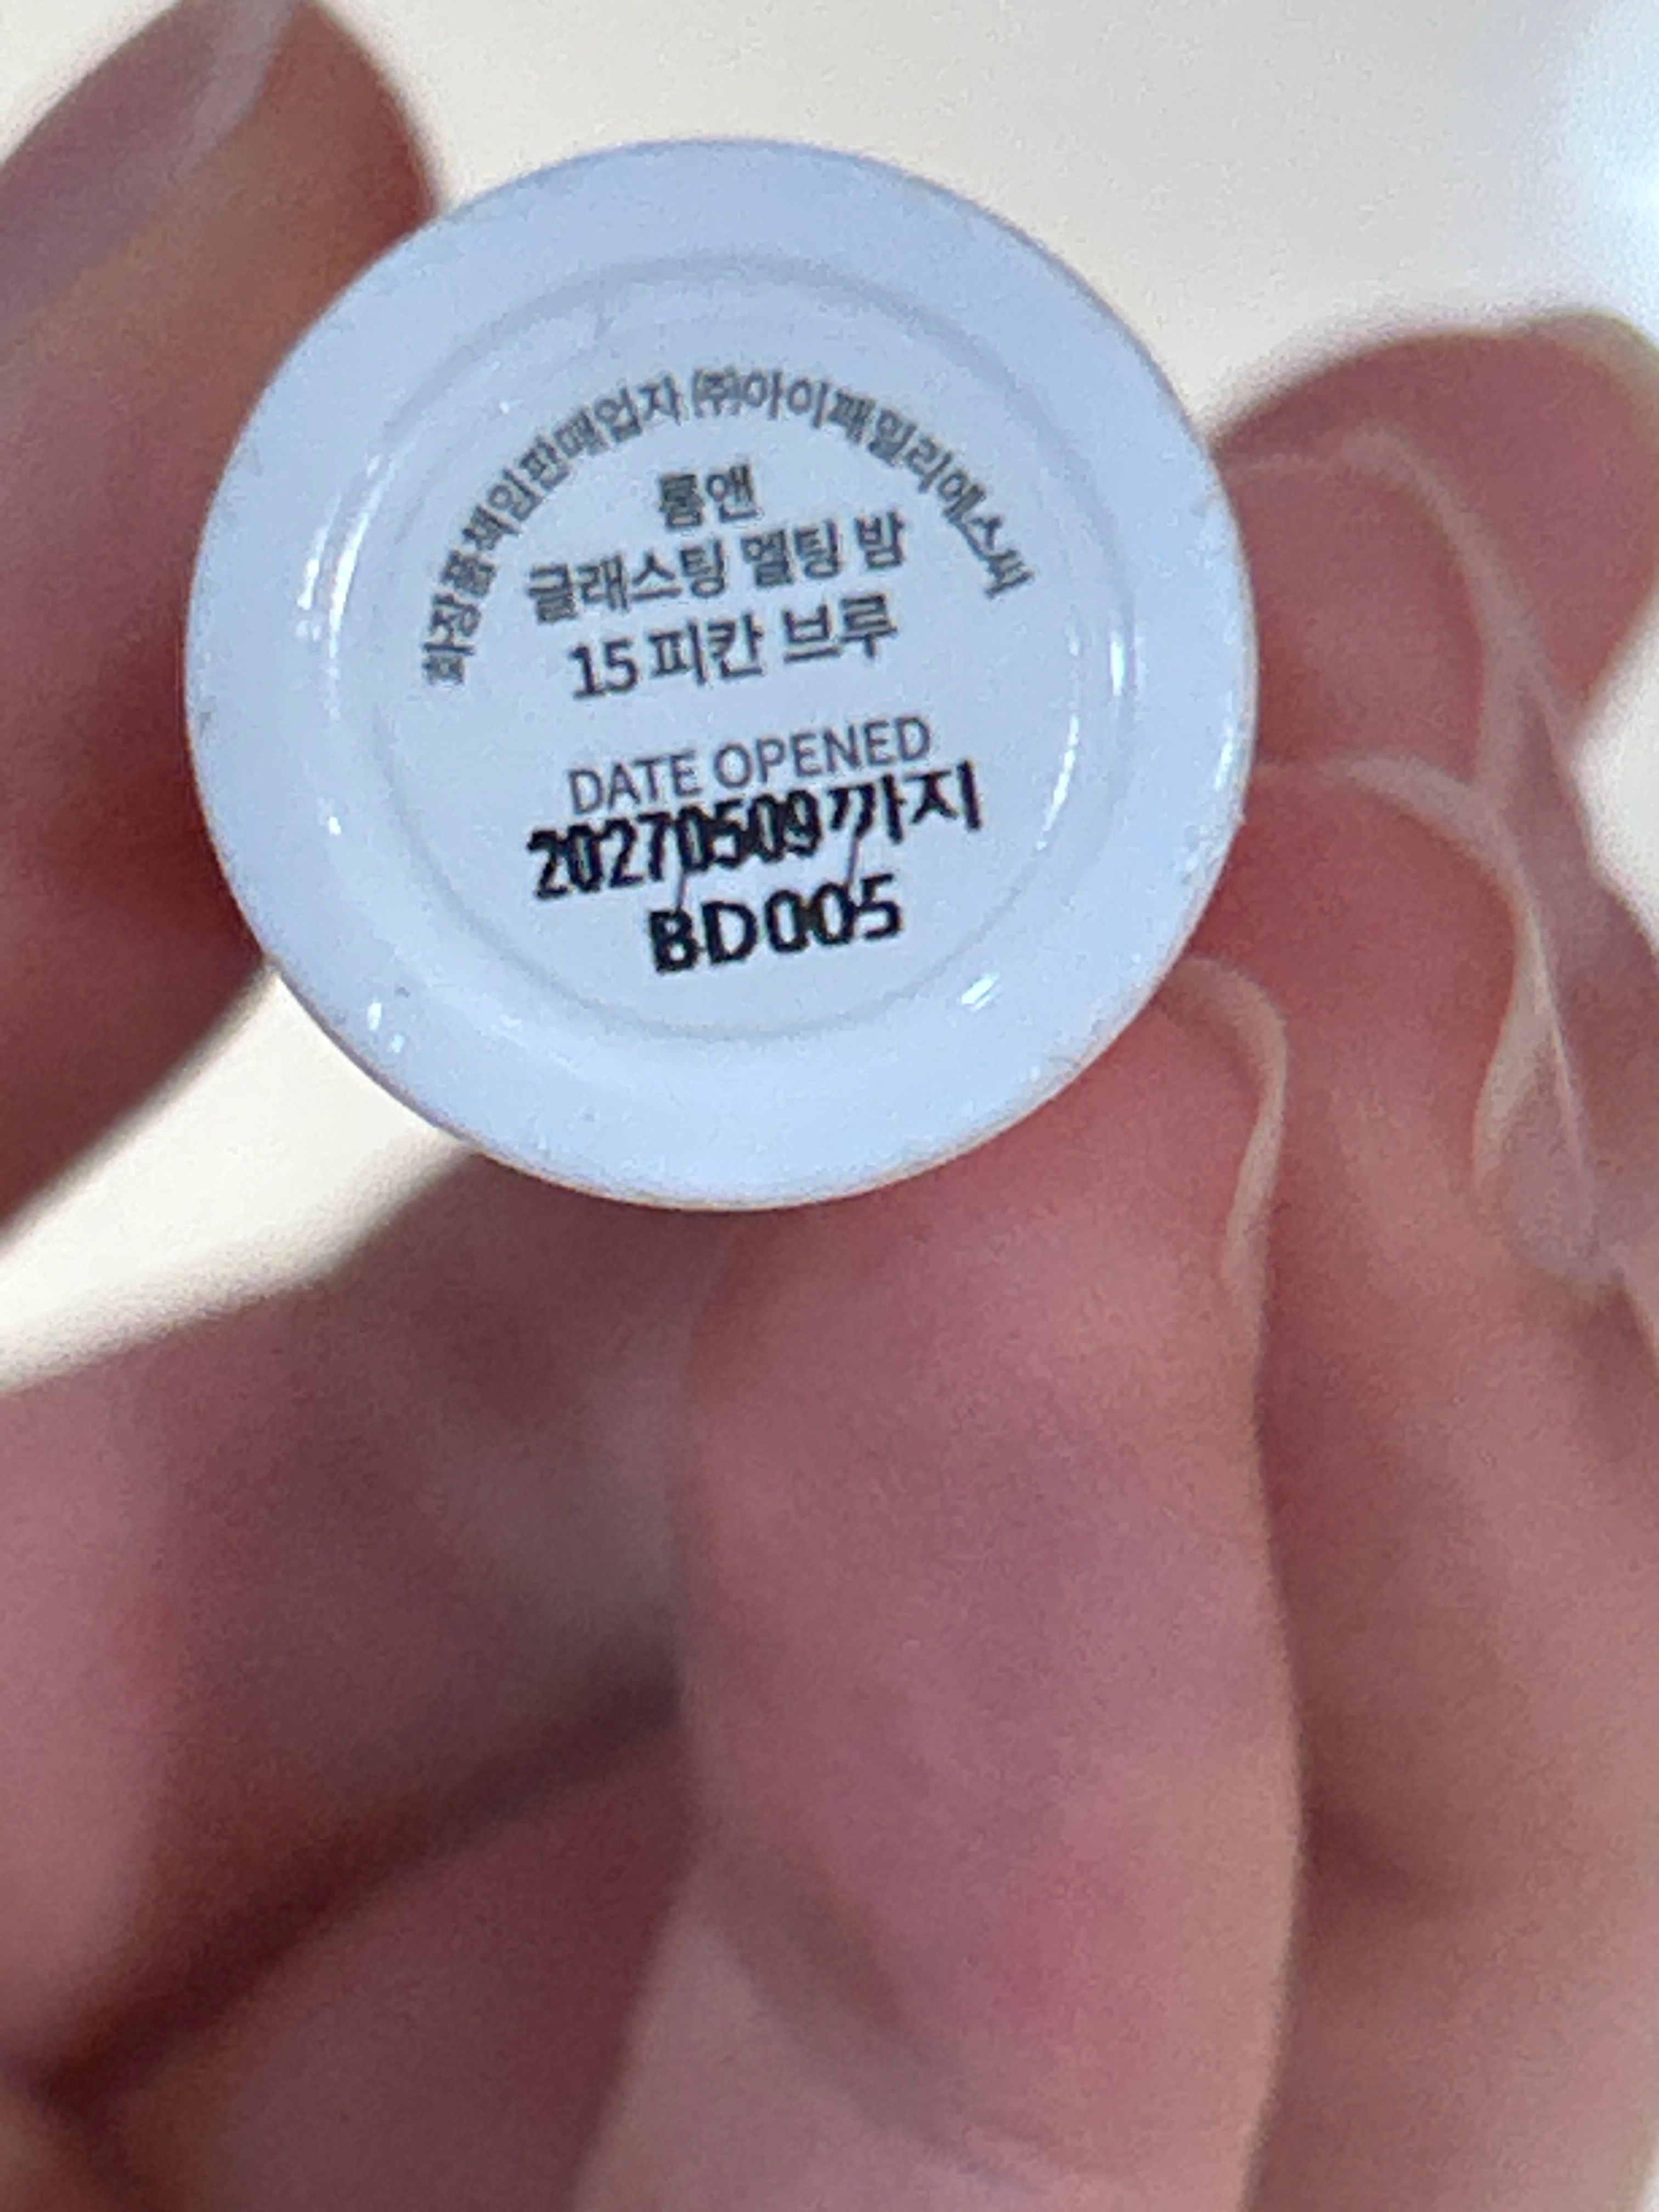 화장품책임판매업자 ㈜아이패밀리에스씨
롬앤
글래스팅 멜팅 밤
15 피칸 브루
DATE OPENED
20270509까지
BD005